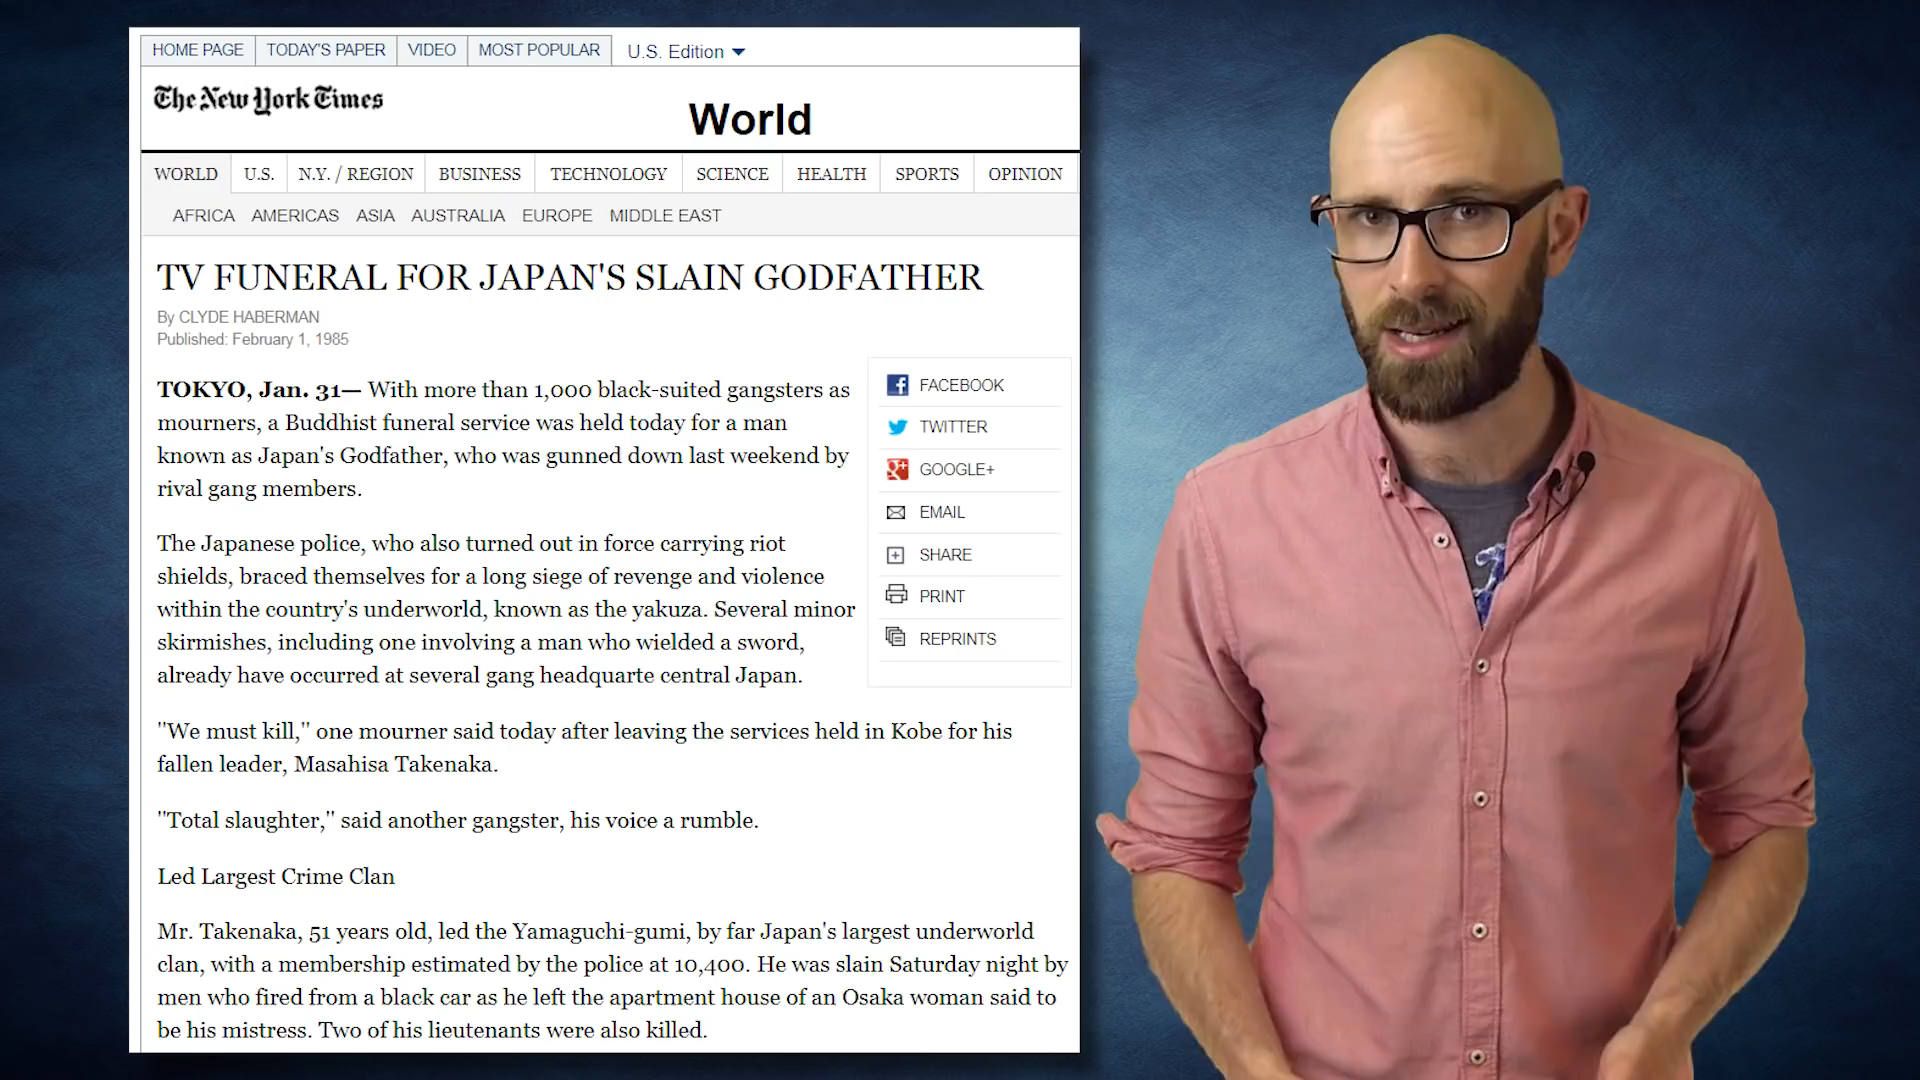 HOME PAGE TODAY'S PAPER VIDEO MOST POPULAR U.S. Edition
The New York Times
World
WORLD U.S. N.Y. / REGION BUSINESS TECHNOLOGY SCIENCE HEALTH SPORTS OPINION
AFRICA AMERICAS ASIA AUSTRALIA EUROPE MIDDLE EAST
TV FUNERAL FOR JAPAN'S SLAIN GODFATHER
By CLYDE HABERMAN
Published: February 1, 1985
TOKYO, Jan. 31— With more than 1,000 black-suited gangsters as
mourners, a Buddhist funeral service was held today for a man
known as Japan's Godfather, who was gunned down last weekend by
rival gang members.
The Japanese police, who also turned out in force carrying riot
shields, braced themselves for a long siege of revenge and violence
within the country's underworld, known as the yakuza. Several minor
skirmishes, including one involving a man who wielded a sword,
already have occurred at several gang headquarte central Japan.
FACEBOOK
TWITTER
GOOGLE+
EMAIL
SHARE
PRINT
REPRINTS
"We must kill," one mourner said today after leaving the services held in Kobe for his
fallen leader, Masahisa Takenaka.
"Total slaughter," said another gangster, his voice a rumble.
Led Largest Crime Clan
Mr. Takenaka, 51 years old, led the Yamaguchi-gumi, by far Japan's largest underworld
clan, with a membership estimated by the police at 10,400. He was slain Saturday night by
men who fired from a black car as he left the apartment house of an Osaka woman said to
be his mistress. Two of his lieutenants were also killed.